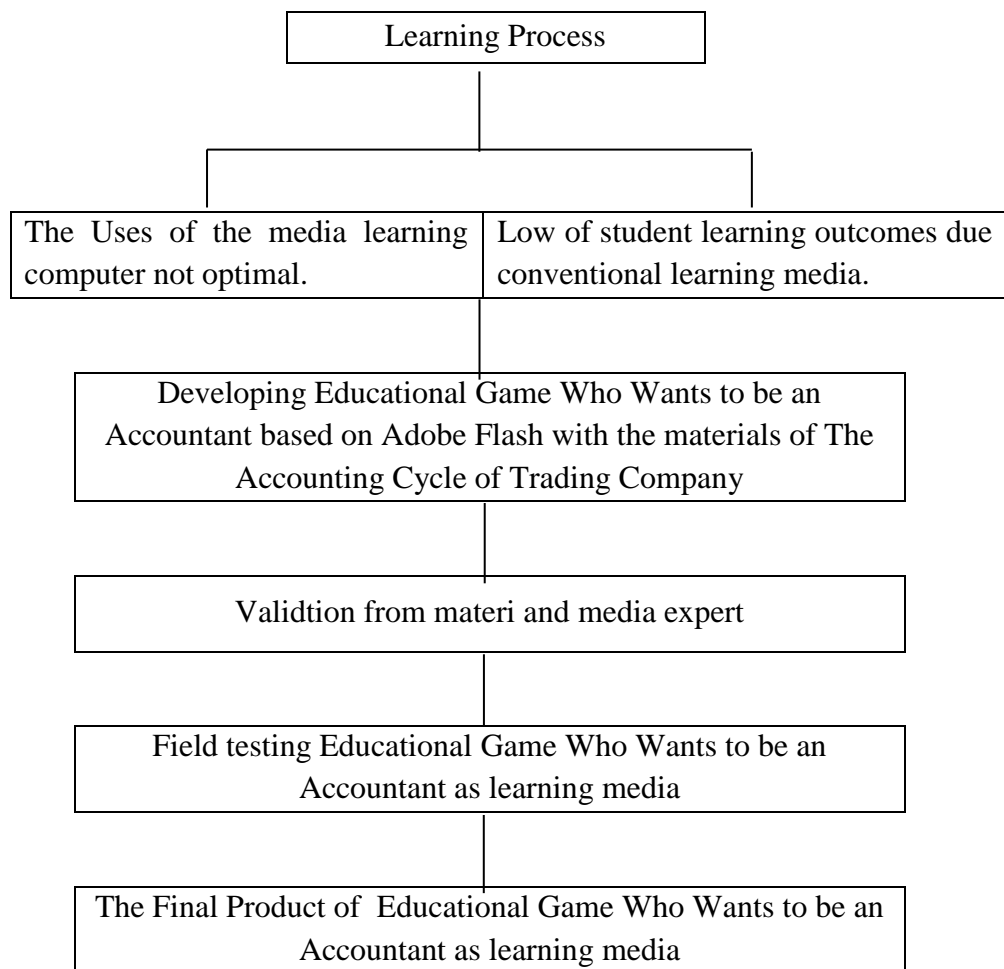 Learning Process
The Uses of the media learning
computer not optimal.
Low of student learning outcomes due
conventional learning media.
Developing Educational Game Who Wants to be an
Accountant based on Adobe Flash with the materials of The
Accounting Cycle of Trading Company
Validtion from materi and media expert
Field testing Educational Game Who Wants to be an
Accountant as learning media
The Final Product of Educational Game Who Wants to be an
Accountant as learning media